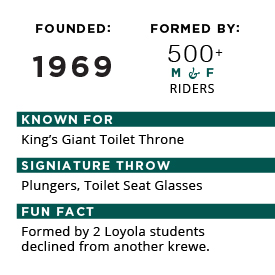 FOUNDED: FORMED BY:
1969 500+
M & F
RIDERS
KNOWN FOR
King's Giant Toilet Throne
SIGNIATURE THROW
Plungers, Toilet Seat Glasses
FUN FACT
Formed by 2 Loyola students
declined from another krewe.